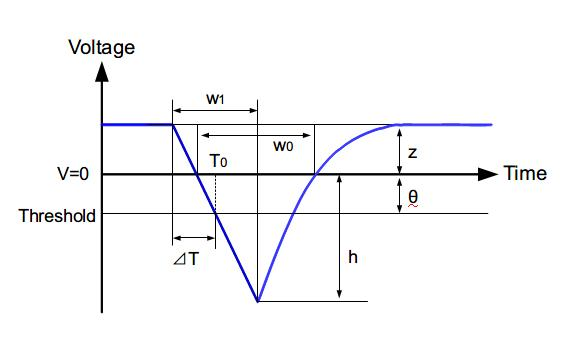 Voltage
w1
w0
T0
z
V=0
Time
θ
Threshold
⊿T
h